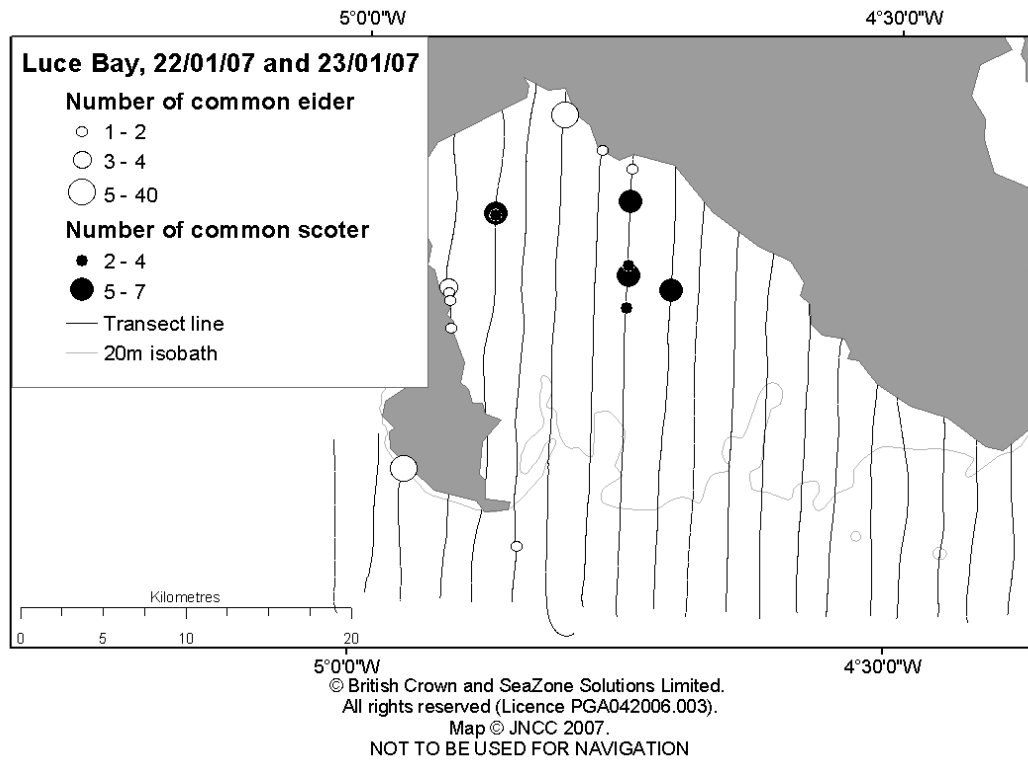 5°0'0"W 4°30'0"W
Luce Bay, 22/01/07 and 23/01/07
Number of common eider
1 - 2
3 - 4
5 - 40
Number of common scoter
2 - 4
5 - 7
Transect line
20m isobath
Kilometres
0 5 10 20
5°0'0"W 4°30'0"W
© British Crown and SeaZone Solutions Limited.
All rights reserved (Licence PGA042006.003).
Map © JNCC 2007.
NOT TO BE USED FOR NAVIGATION